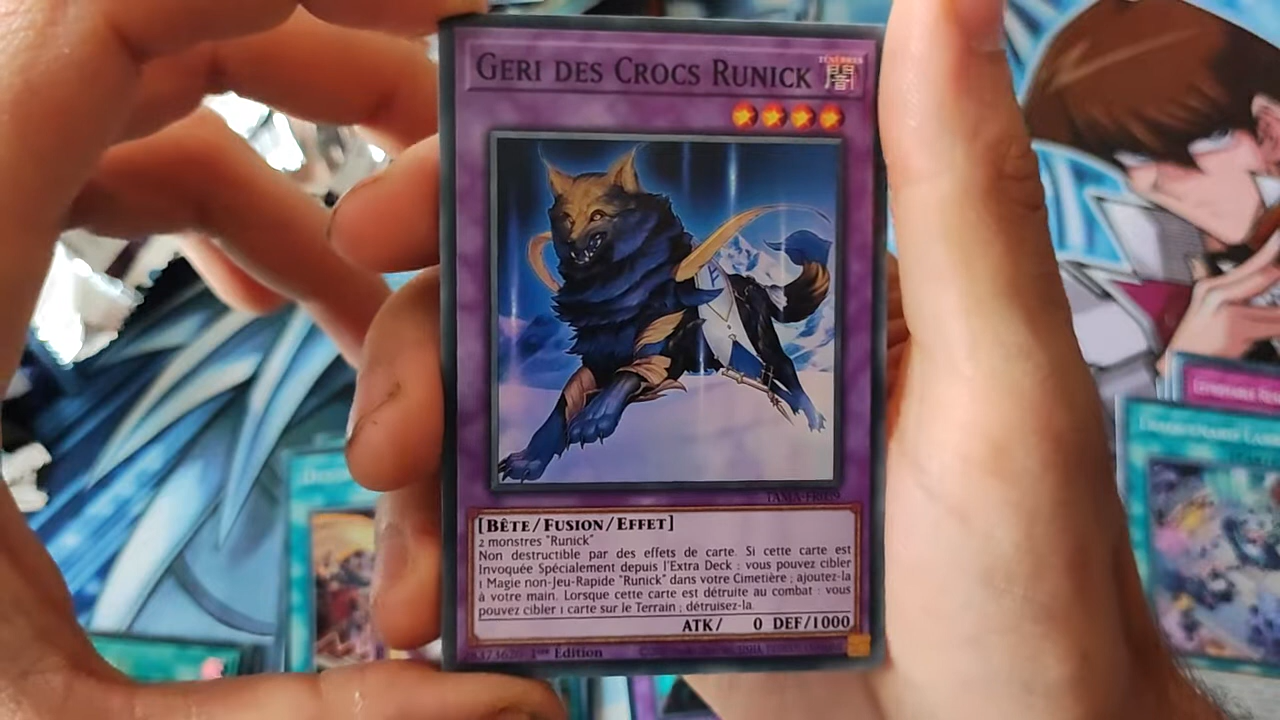 GERI DES CROCS RUNICK
TÉNÈBRES
闇
[BÊTE/FUSION/EFFET]
2 monstres "Runick"
Non destructible par des effets de carte. Si cette carte est
Invoquée Spécialement depuis l'Extra Deck : vous pouvez cibler
1 Magie non-Jeu-Rapide "Runick" dans votre Cimetière ; ajoutez-la
à votre main. Lorsque cette carte est détruite au combat : vous
pouvez cibler 1 carte sur le Terrain ; détruisez-la.
ATK/ 0 DEF/1000
1ère Édition